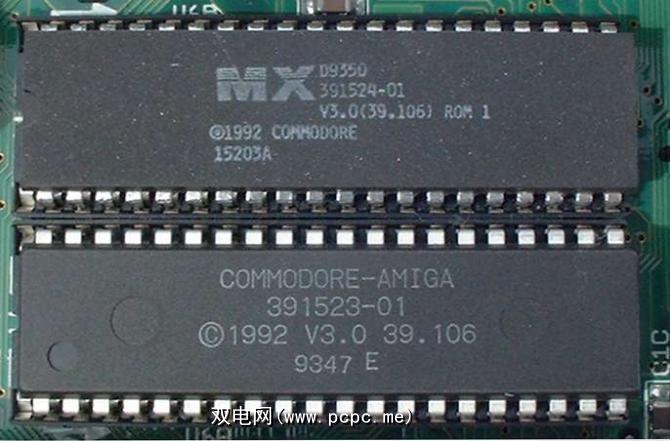 MX D9350
391524-01
V3.0(39.106) ROM 1
©1992 COMMODORE
15203A
COMMODORE-AMIGA
391523-01
©1992 V3.0 39.106
9347 E
双电网(www.pcpc.me)